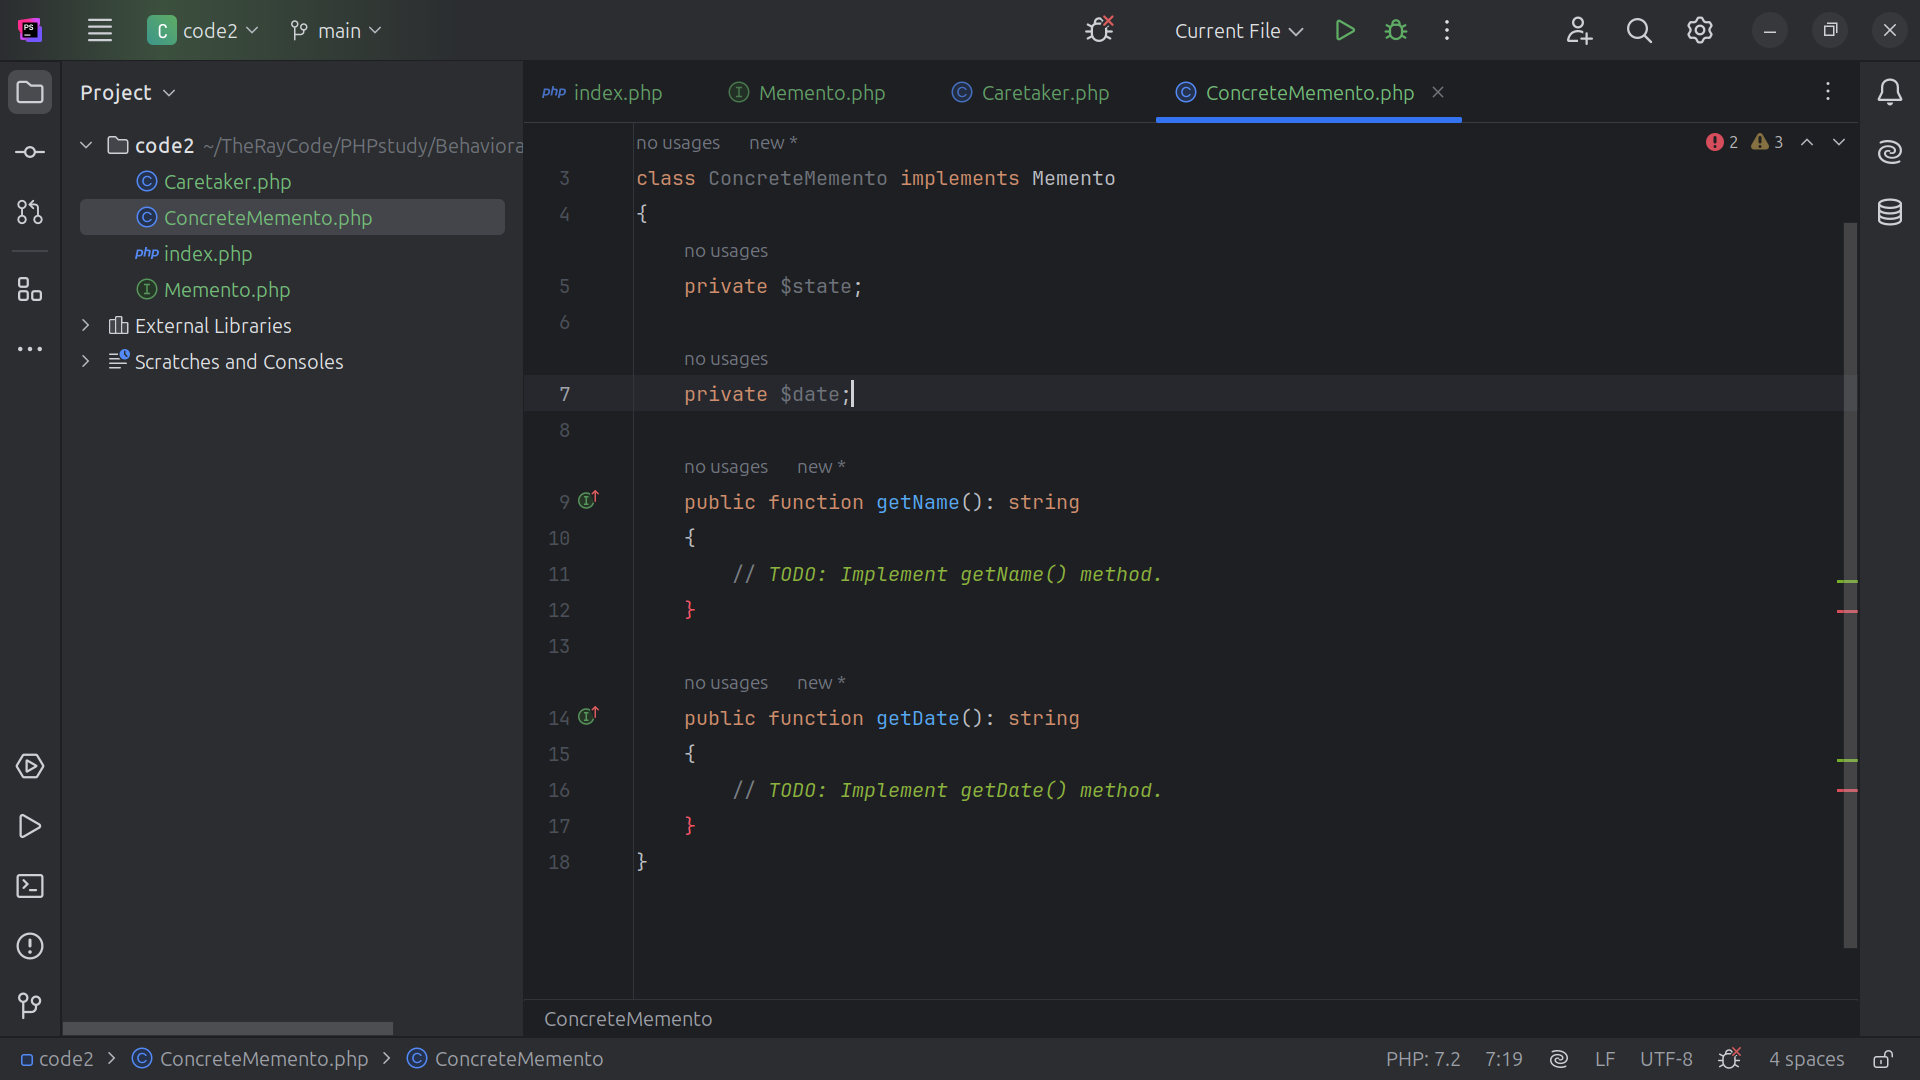 PS
C code2 main Current File
Project
code2 ~/TheRayCode/PHPstudy/Behaviora
Caretaker.php
ConcreteMemento.php
php index.php
Memento.php
External Libraries
Scratches and Consoles
php index.php Memento.php Caretaker.php ConcreteMemento.php
no usages new *
2 3
3 class ConcreteMemento implements Memento
4 {
no usages
5 private $state;
6
no usages
7 private $date;
8
no usages new *
9 public function getName(): string
10 {
11 // TODO: Implement getName() method.
12 }
13
no usages new *
14 public function getDate(): string
15 {
16 // TODO: Implement getDate() method.
17 }
18 }
ConcreteMemento
code2 > ConcreteMemento.php > ConcreteMemento PHP: 7.2 7:19 LF UTF-8 4 spaces